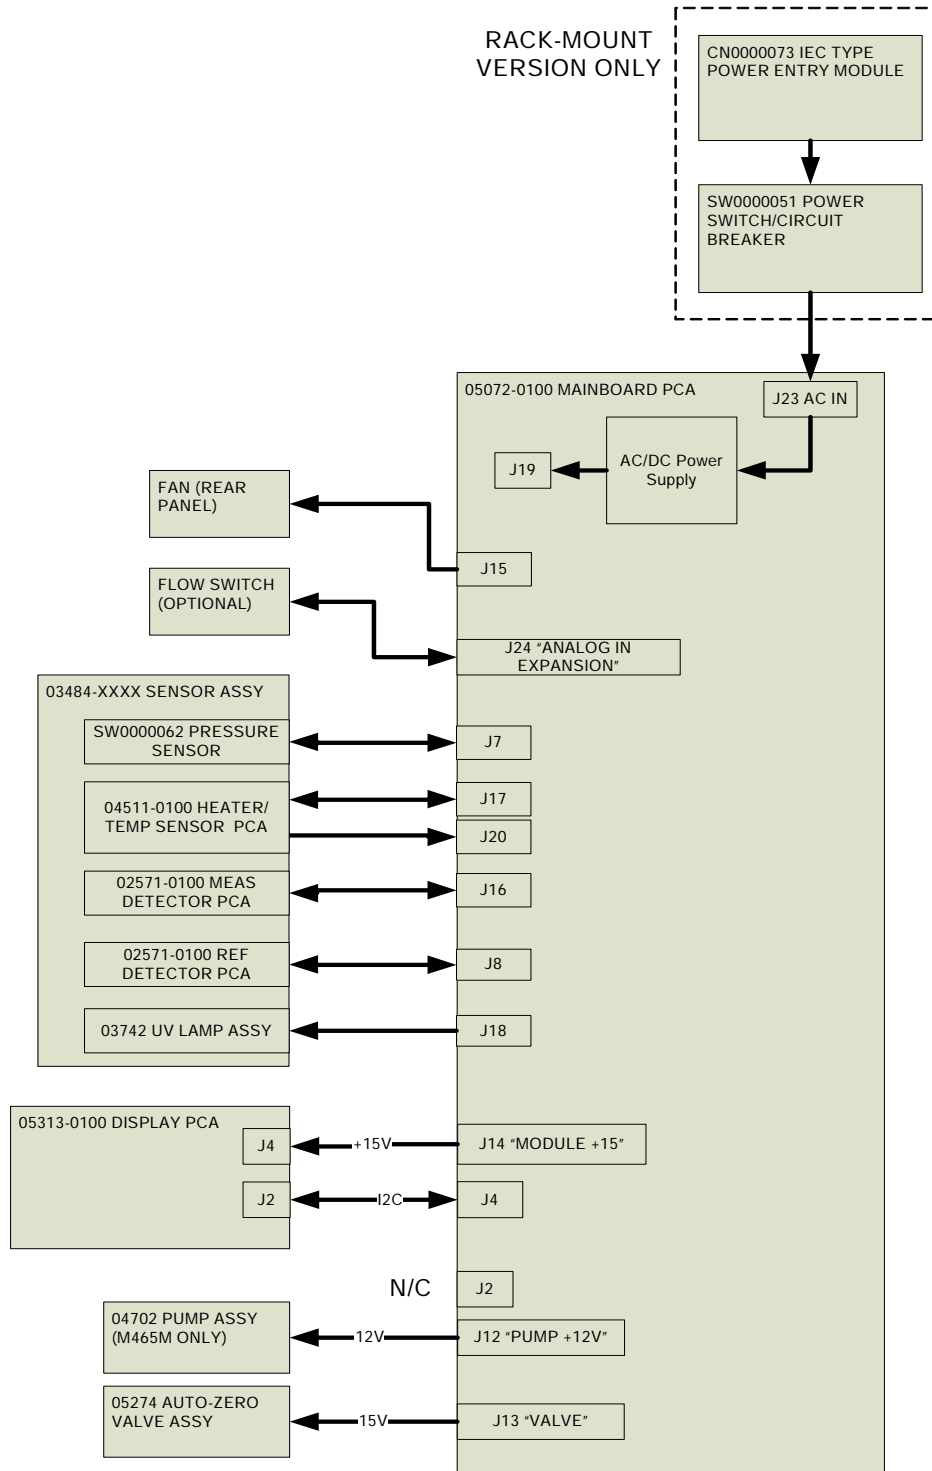 RACK-MOUNT
VERSION ONLY
CN0000073 IEC TYPE
POWER ENTRY MODULE
SW0000051 POWER
SWITCH/CIRCUIT
BREAKER
05072-0100 MAINBOARD PCA
J23 AC IN
AC/DC Power
Supply
J19
FAN (REAR
PANEL)
J15
FLOW SWITCH
(OPTIONAL)
J24 “ANALOG IN
EXPANSION”
03484-XXXX SENSOR ASSY
SW0000062 PRESSURE
SENSOR
J7
04511-0100 HEATER/
TEMP SENSOR PCA
J17
J20
02571-0100 MEAS
DETECTOR PCA
J16
02571-0100 REF
DETECTOR PCA
J8
03742 UV LAMP ASSY
J18
05313-0100 DISPLAY PCA
J4
+15V
J14 “MODULE +15”
J2
I2C
J4
N/C
J2
04702 PUMP ASSY
(M465M ONLY)
12V
J12 “PUMP +12V”
05274 AUTO-ZERO
VALVE ASSY
15V
J13 “VALVE”